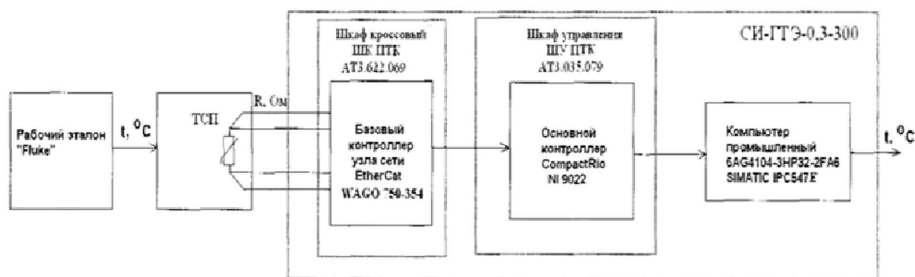 СИ-ГТЭ-0,3-300
Шкаф кроссовый
ШК ПТК
АТ3.622.069
Шкаф управления
ШУ ПТК
АТ3.035.079
Рабочий эталон
"Fluke"
t, °C
ТСП
R, Ом
Базовый
контроллер
узла сети
EtherCat
WAGO 750-354
Основной
контроллер
CompactRio
NI 9022
Компьютер
промышленный
6AG4104-3HP32-2FA6
SIMATIC IPC547E
t, °C